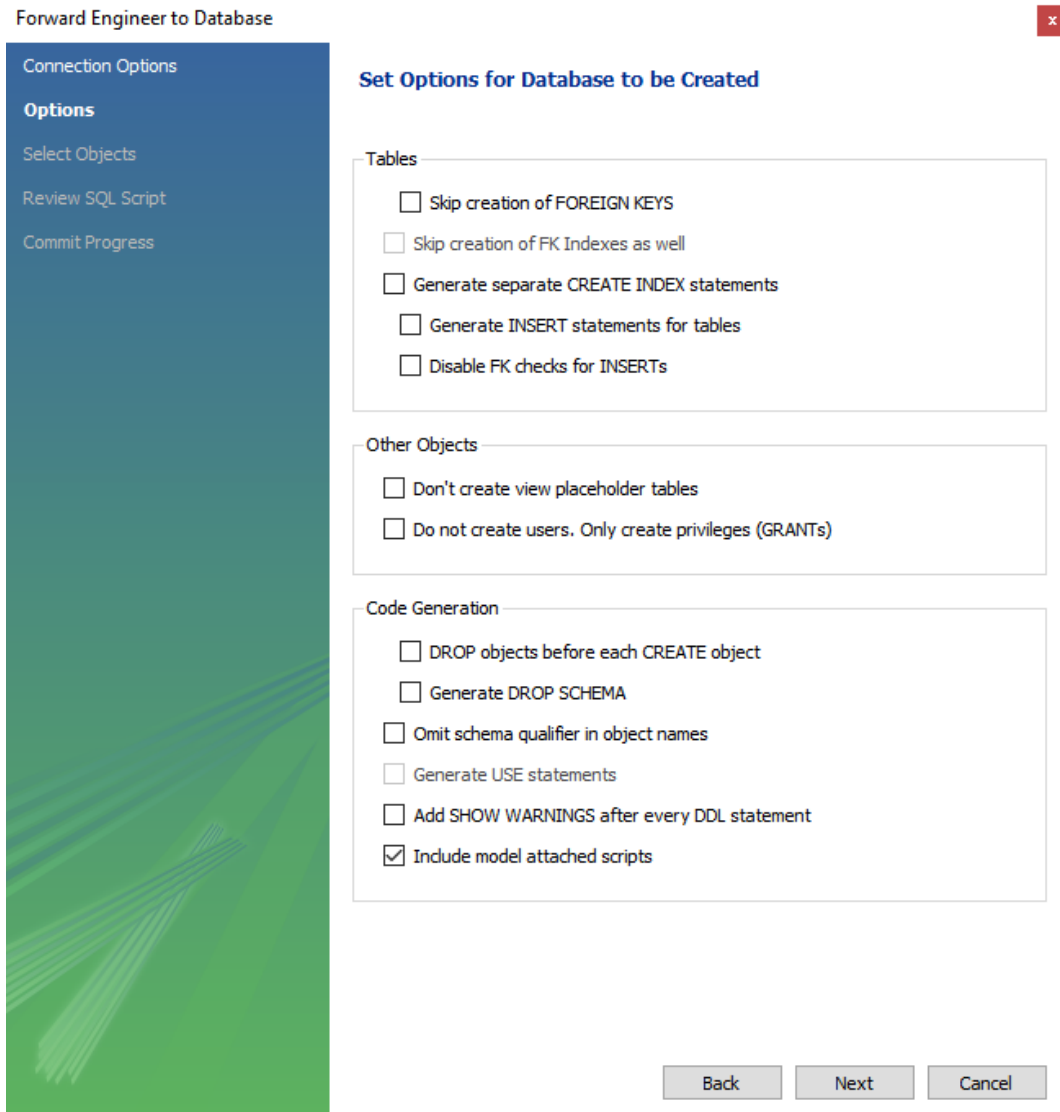 Forward Engineer to Database
x
Connection Options
Options
Select Objects
Review SQL Script
Commit Progress
Set Options for Database to be Created
Tables
Skip creation of FOREIGN KEYS
Skip creation of FK Indexes as well
Generate separate CREATE INDEX statements
Generate INSERT statements for tables
Disable FK checks for INSERTs
Other Objects
Don't create view placeholder tables
Do not create users. Only create privileges (GRANTs)
Code Generation
DROP objects before each CREATE object
Generate DROP SCHEMA
Omit schema qualifier in object names
Generate USE statements
Add SHOW WARNINGS after every DDL statement
Include model attached scripts
Back Next Cancel